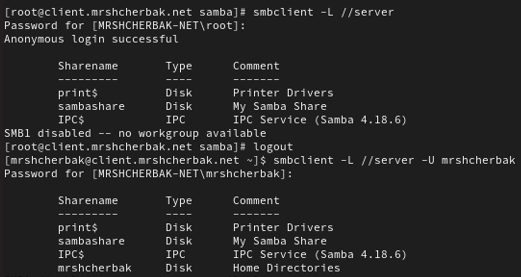 [root@client.mrshcherbak.net samba]# smbclient -L //server
Password for [MRSHCHERBAK-NET\root]:
Anonymous login successful
Sharename Type Comment
--------- ---- -------
print$ Disk Printer Drivers
sambashare Disk My Samba Share
IPC$ IPC IPC Service (Samba 4.18.6)
SMB1 disabled -- no workgroup available
[root@client.mrshcherbak.net samba]# logout
[mrshcherbak@client.mrshcherbak.net ~]$ smbclient -L //server -U mrshcherbak
Password for [MRSHCHERBAK-NET\mrshcherbak]:
Sharename Type Comment
--------- ---- -------
print$ Disk Printer Drivers
sambashare Disk My Samba Share
IPC$ IPC IPC Service (Samba 4.18.6)
mrshcherbak Disk Home Directories